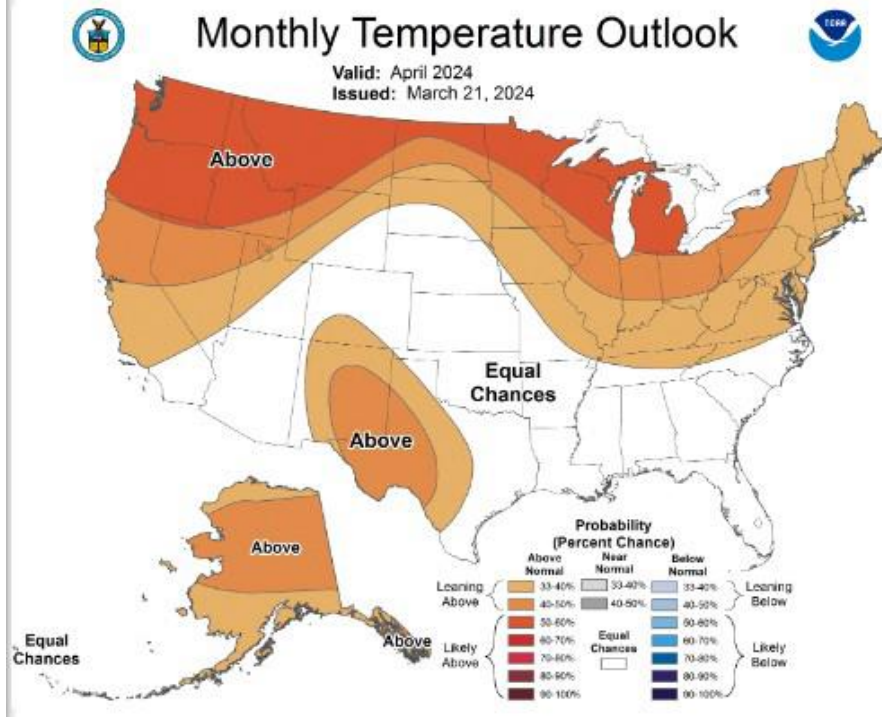 Monthly Temperature Outlook
Valid: April 2024
Issued: March 21, 2024
Above
Equal
Chances
Above
Above
Above
Equal
Chances
Probability
(Percent Chance)
Above
Normal
Near
Normal
Below
Normal
Leaning
Above
33-40%
33-40%
33-40%
Leaning
Below
40-50%
40-50%
40-50%
Likely
Above
50-60%
60-70%
70-80%
80-90%
90-100%
Equal
Chances
50-60%
60-70%
70-80%
80-90%
90-100%
Likely
Below